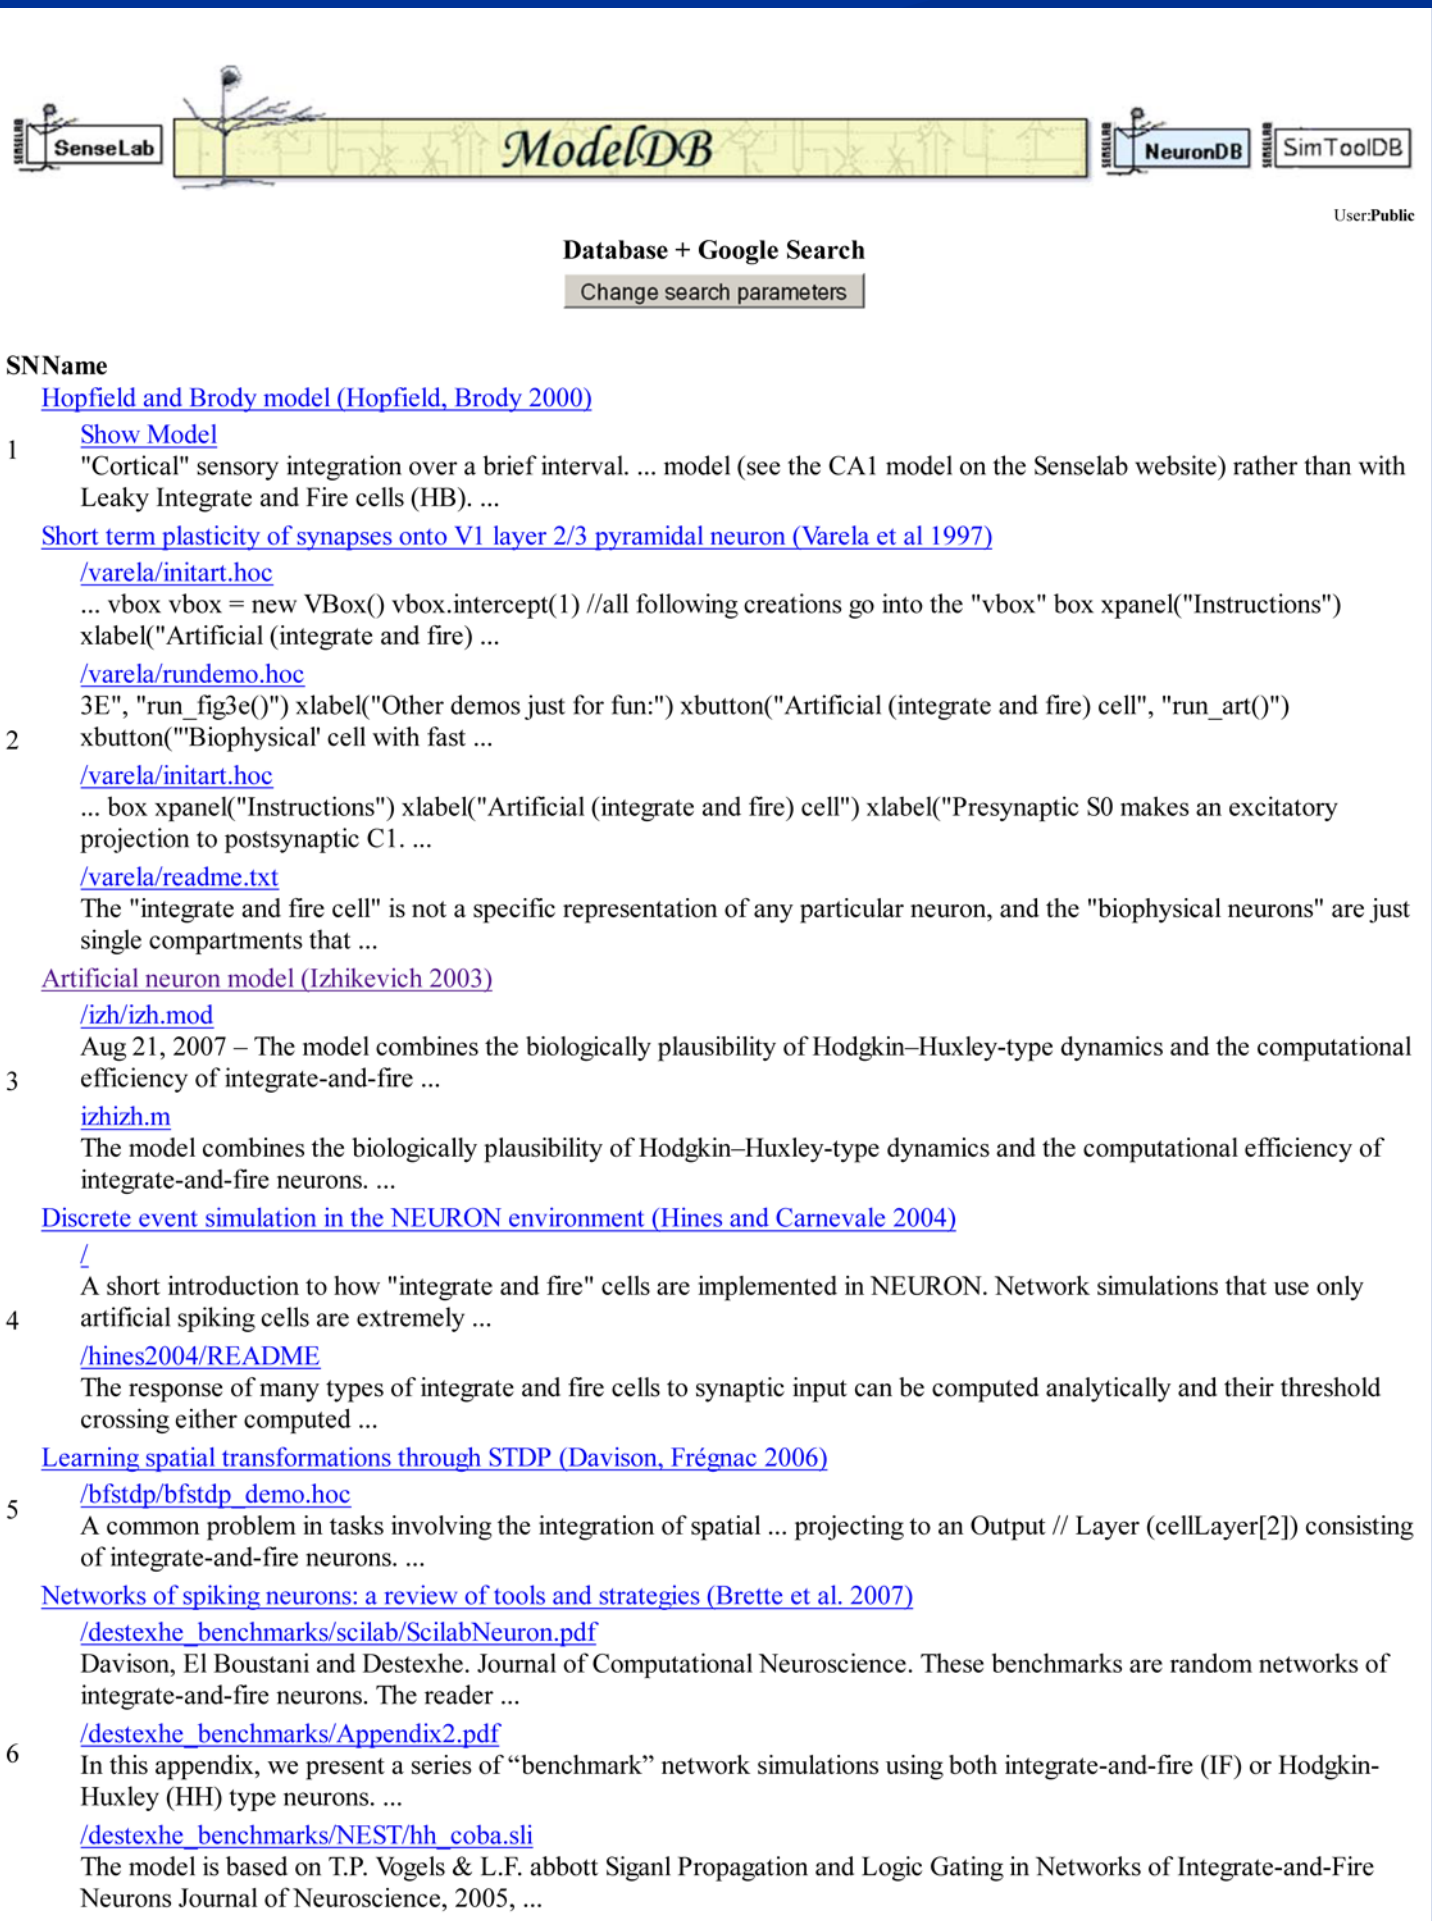 SenseLab
ModelDB
NeuronDB
SimToolDB
User:Public
Database + Google Search
Change search parameters
SNName
Hopfield and Brody model (Hopfield, Brody 2000)
1
Show Model
"Cortical" sensory integration over a brief interval. ... model (see the CA1 model on the Senselab website) rather than with
Leaky Integrate and Fire cells (HB). ...
Short term plasticity of synapses onto V1 layer 2/3 pyramidal neuron (Varela et al 1997)
/varela/initart.hoc
... vbox vbox = new VBox() vbox.intercept(1) //all following creations go into the "vbox" box xpanel("Instructions")
xlabel("Artificial (integrate and fire) ...
/varela/rundemo.hoc
3E", "run_fig3e()") xlabel("Other demos just for fun:") xbutton("Artificial (integrate and fire) cell", "run_art()")
2
xbutton("'Biophysical' cell with fast ...
/varela/initart.hoc
... box xpanel("Instructions") xlabel("Artificial (integrate and fire) cell") xlabel("Presynaptic S0 makes an excitatory
projection to postsynaptic C1. ...
/varela/readme.txt
The "integrate and fire cell" is not a specific representation of any particular neuron, and the "biophysical neurons" are just
single compartments that ...
Artificial neuron model (Izhikevich 2003)
/izh/izh.mod
Aug 21, 2007 – The model combines the biologically plausibility of Hodgkin–Huxley-type dynamics and the computational
3
efficiency of integrate-and-fire ...
izhizh.m
The model combines the biologically plausibility of Hodgkin–Huxley-type dynamics and the computational efficiency of
integrate-and-fire neurons. ...
Discrete event simulation in the NEURON environment (Hines and Carnevale 2004)
/
A short introduction to how "integrate and fire" cells are implemented in NEURON. Network simulations that use only
4
artificial spiking cells are extremely ...
/hines2004/README
The response of many types of integrate and fire cells to synaptic input can be computed analytically and their threshold
crossing either computed ...
Learning spatial transformations through STDP (Davison, Frégnac 2006)
5
/bfstdp/bfstdp_demo.hoc
A common problem in tasks involving the integration of spatial ... projecting to an Output // Layer (cellLayer[2]) consisting
of integrate-and-fire neurons. ...
Networks of spiking neurons: a review of tools and strategies (Brette et al. 2007)
/destexhe_benchmarks/scilab/ScilabNeuron.pdf
Davison, El Boustani and Destexhe. Journal of Computational Neuroscience. These benchmarks are random networks of
integrate-and-fire neurons. The reader ...
/destexhe_benchmarks/Appendix2.pdf
6
In this appendix, we present a series of “benchmark” network simulations using both integrate-and-fire (IF) or Hodgkin-
Huxley (HH) type neurons. ...
/destexhe_benchmarks/NEST/hh_coba.sli
The model is based on T.P. Vogels & L.F. abbott Siganl Propagation and Logic Gating in Networks of Integrate-and-Fire
Neurons Journal of Neuroscience, 2005, ...